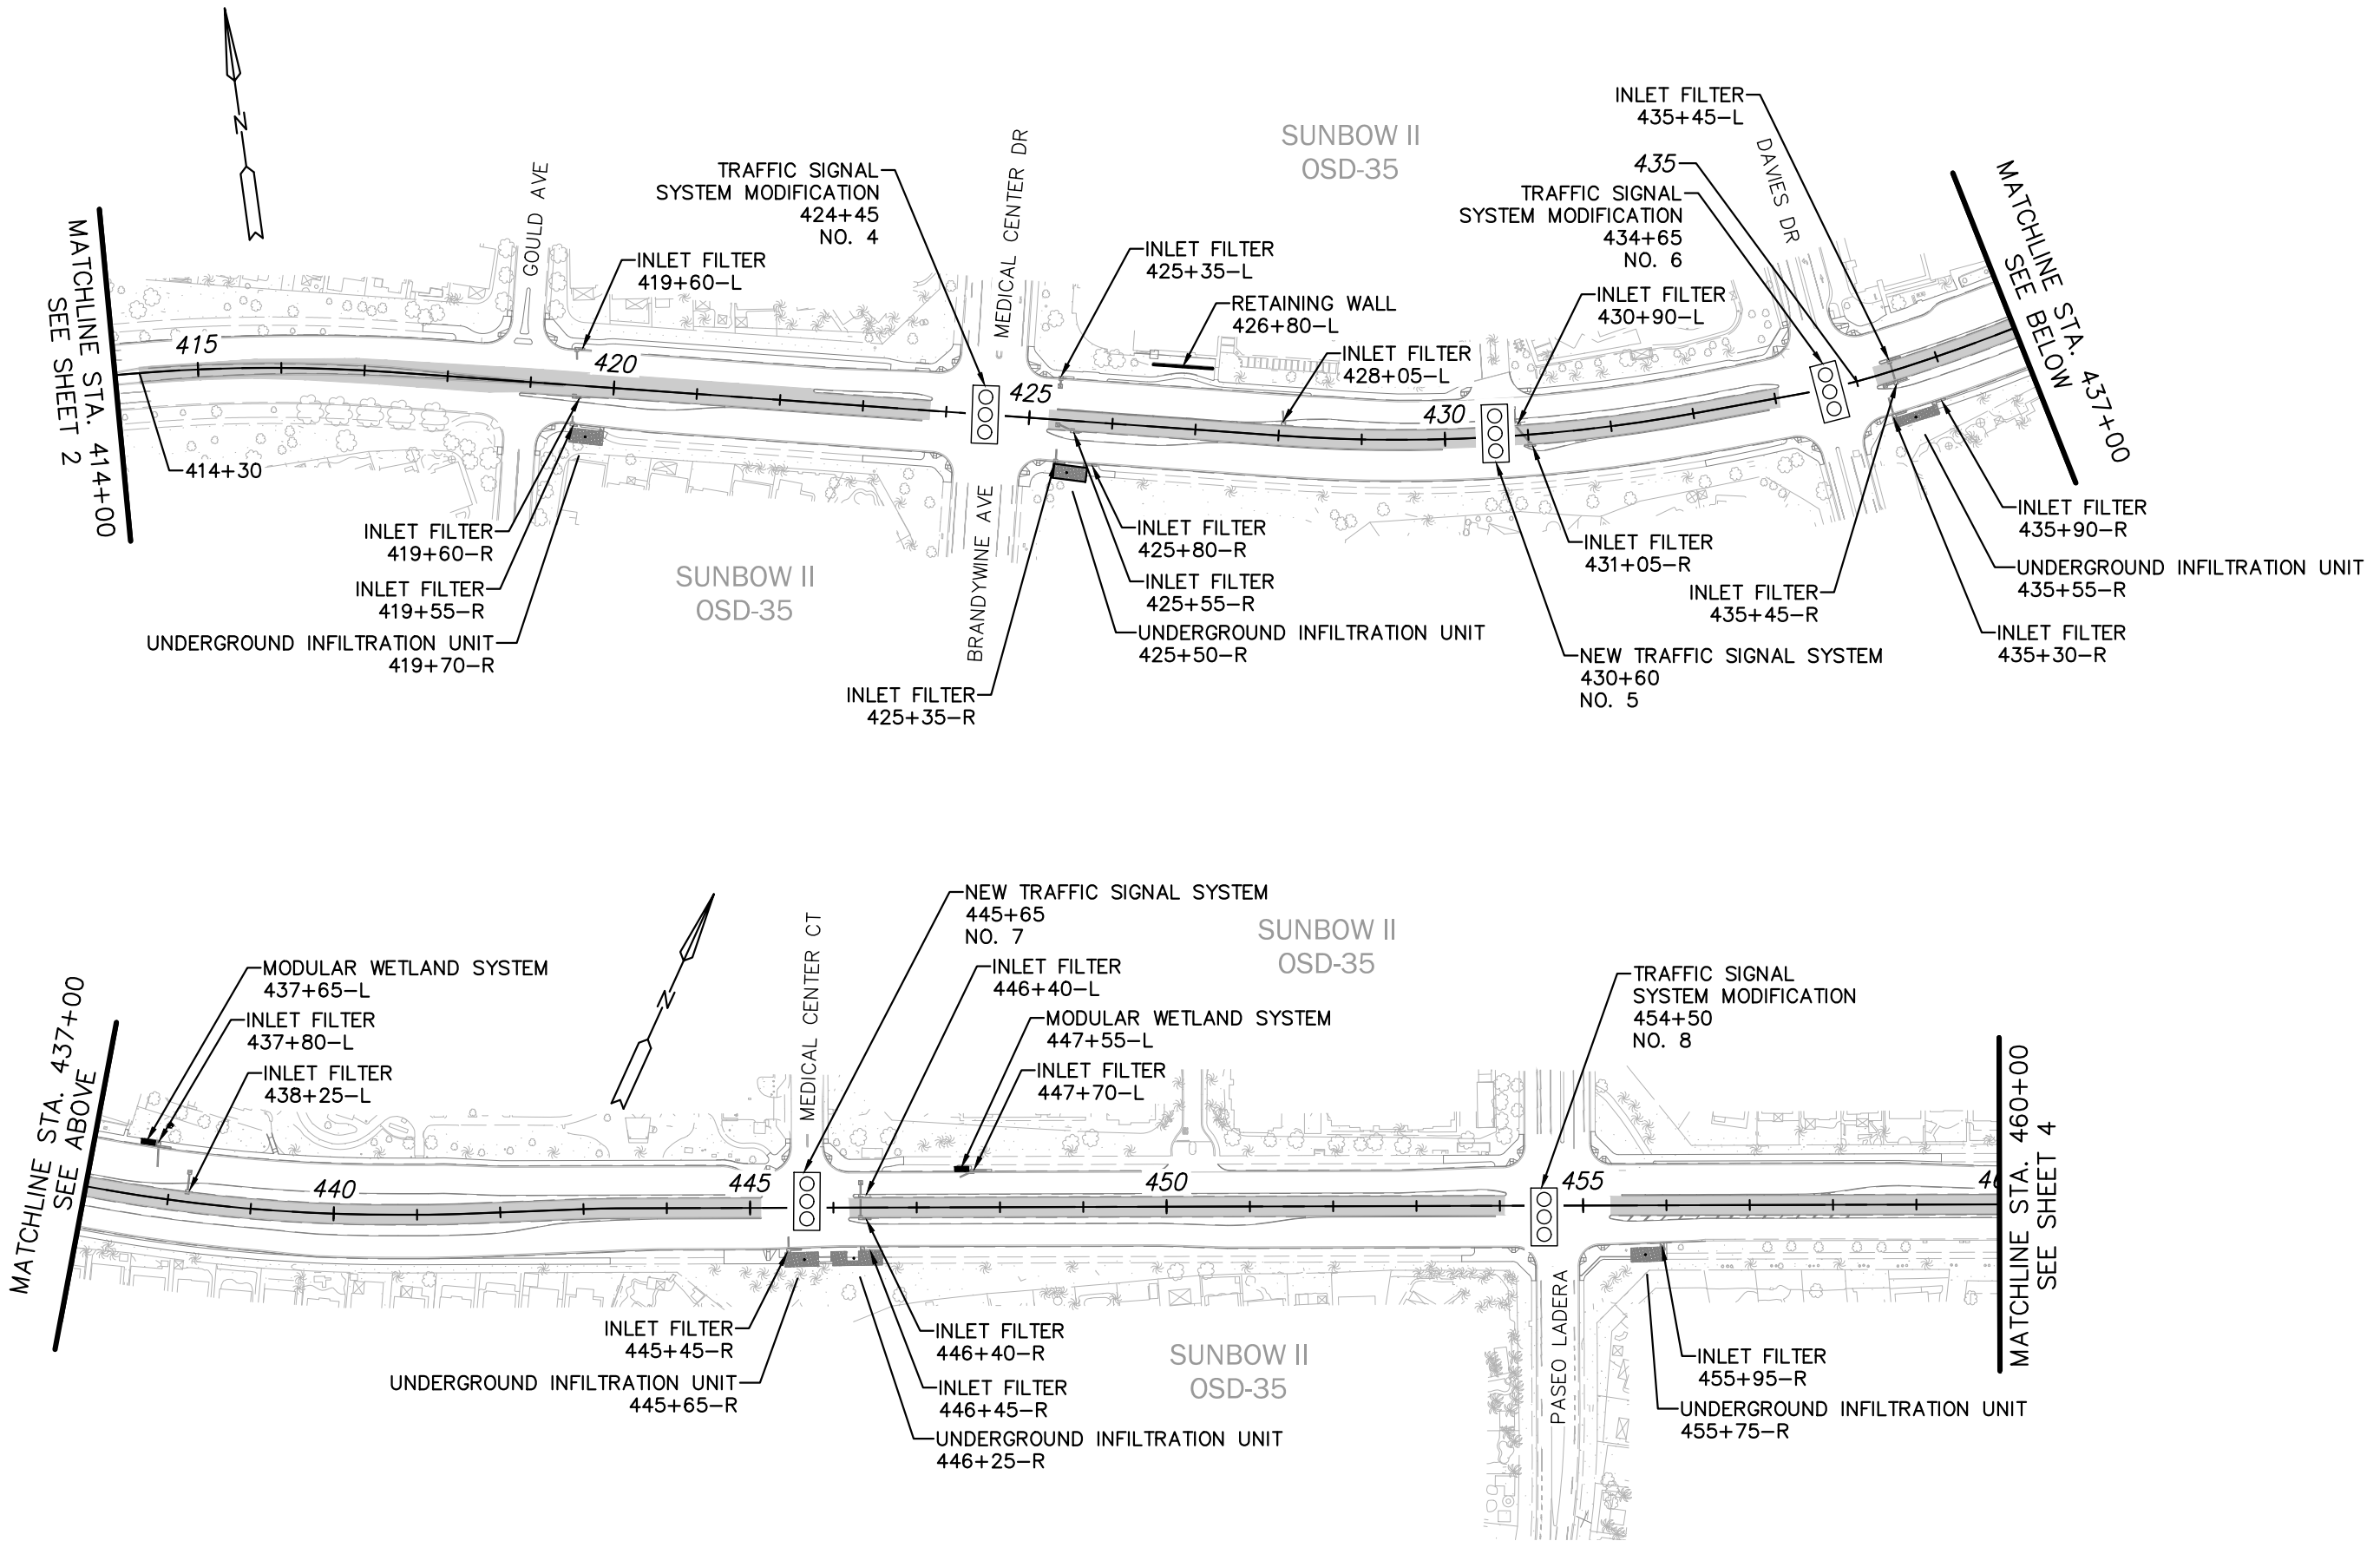 INLET FILTER
435+45-L
SUNBOW II
OSD-35
435
TRAFFIC SIGNAL
SYSTEM MODIFICATION
434+65
NO. 6
DAVIES DR
MATCHLINE STA. 437+00
SEE BELOW
N
GOULD AVE
TRAFFIC SIGNAL
SYSTEM MODIFICATION
424+45
NO. 4
MEDICAL CENTER DR
MATCHLINE STA. 414+00
SEE SHEET 2
INLET FILTER
419+60-L
INLET FILTER
425+35-L
RETAINING WALL
426+80-L
INLET FILTER
430+90-L
INLET FILTER
428+05-L
415
420
425
430
414+30
INLET FILTER
419+60-R
INLET FILTER
419+55-R
UNDERGROUND INFILTRATION UNIT
419+70-R
SUNBOW II
OSD-35
BRANDYWINE AVE
INLET FILTER
425+35-R
INLET FILTER
425+80-R
INLET FILTER
425+55-R
UNDERGROUND INFILTRATION UNIT
425+50-R
INLET FILTER
431+05-R
INLET FILTER
435+45-R
NEW TRAFFIC SIGNAL SYSTEM
430+60
NO. 5
INLET FILTER
435+90-R
UNDERGROUND INFILTRATION UNIT
435+55-R
INLET FILTER
435+30-R
MATCHLINE STA. 437+00
SEE ABOVE
MODULAR WETLAND SYSTEM
437+65-L
INLET FILTER
437+80-L
INLET FILTER
438+25-L
N
MEDICAL CENTER CT
NEW TRAFFIC SIGNAL SYSTEM
445+65
NO. 7
INLET FILTER
446+40-L
MODULAR WETLAND SYSTEM
447+55-L
INLET FILTER
447+70-L
SUNBOW II
OSD-35
TRAFFIC SIGNAL
SYSTEM MODIFICATION
454+50
NO. 8
MATCHLINE STA. 460+00
SEE SHEET 4
440
445
450
455
INLET FILTER
445+45-R
UNDERGROUND INFILTRATION UNIT
445+65-R
INLET FILTER
446+40-R
INLET FILTER
446+45-R
UNDERGROUND INFILTRATION UNIT
446+25-R
SUNBOW II
OSD-35
PASEO LADERA
INLET FILTER
455+95-R
UNDERGROUND INFILTRATION UNIT
455+75-R